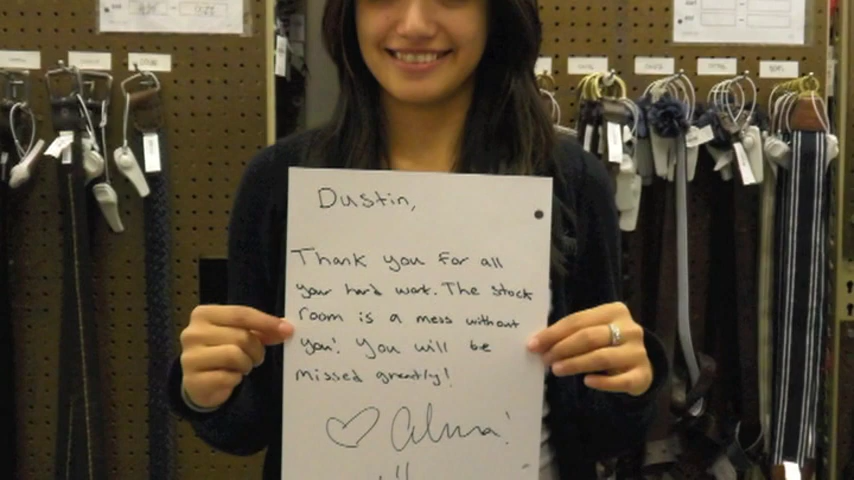 Dustin,
Thank you for all
your hard work. The stock
room is a mess without
you! You will be
missed greatly!
♡ Alma!